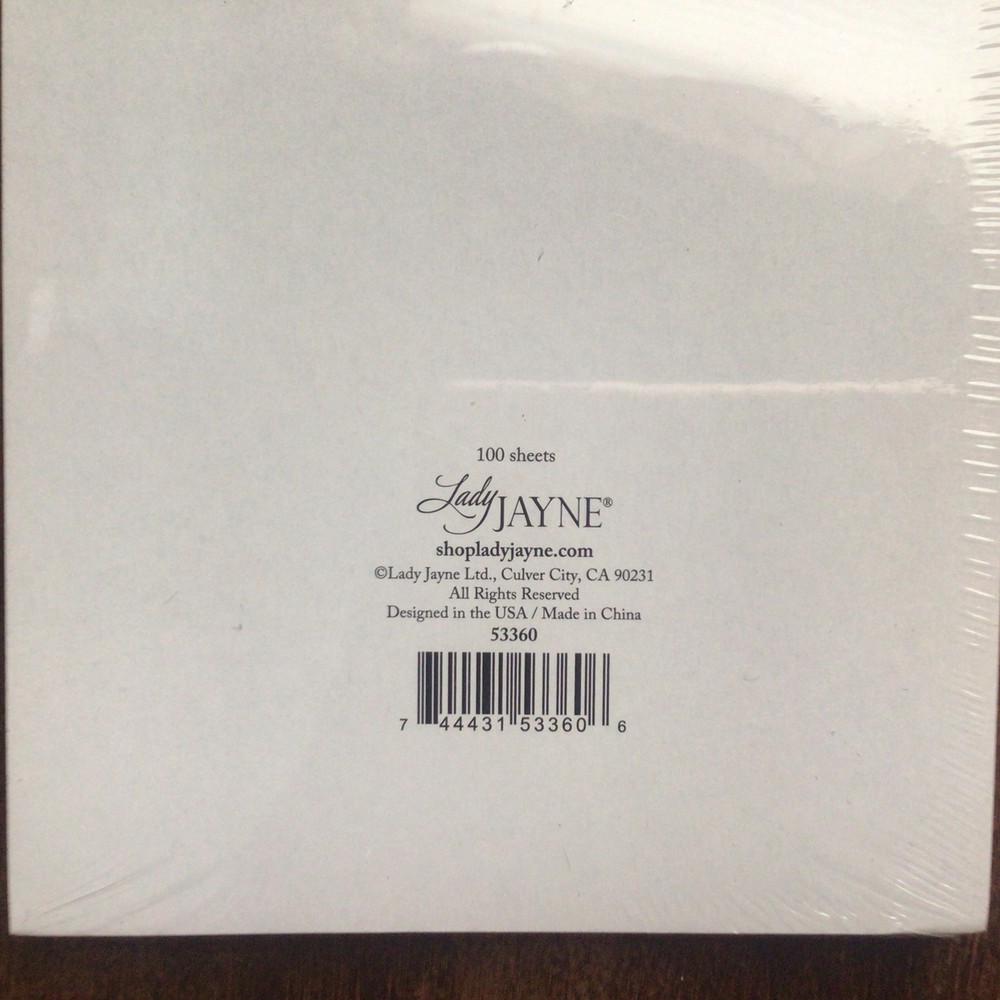 100 sheets
Lady JAYNE®
shopladyjayne.com
©Lady Jayne Ltd., Culver City, CA 90231
All Rights Reserved
Designed in the USA / Made in China
53360
7 44431 53360 6